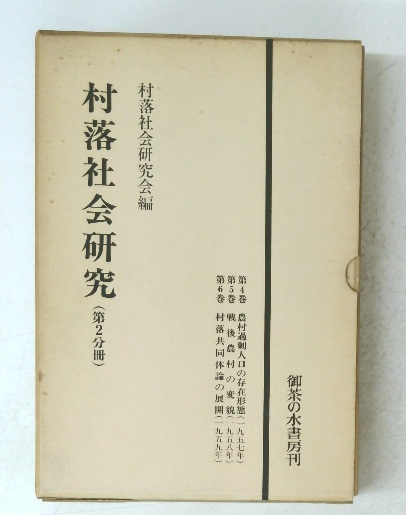 御茶の水書房刊
第4巻 農村過剰人口の存在形態(一九五七年)
第5巻 戦後農村の変貌(一九五八年)
第6巻 村落共同体論の展開(一九五九年)
村落社会研究会編
村落社会研究(第2分冊)